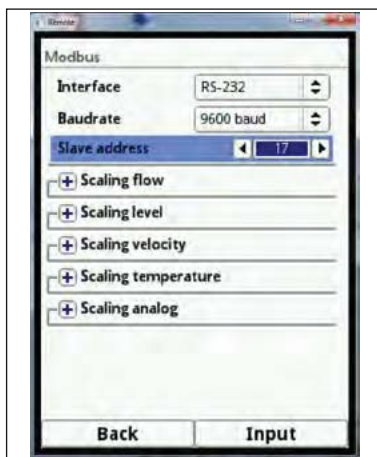 Remote
Modbus
Interface RS-232
Baudrate 9600 baud
Slave address 17
Scaling flow
Scaling level
Scaling velocity
Scaling temperature
Scaling analog
Back Input